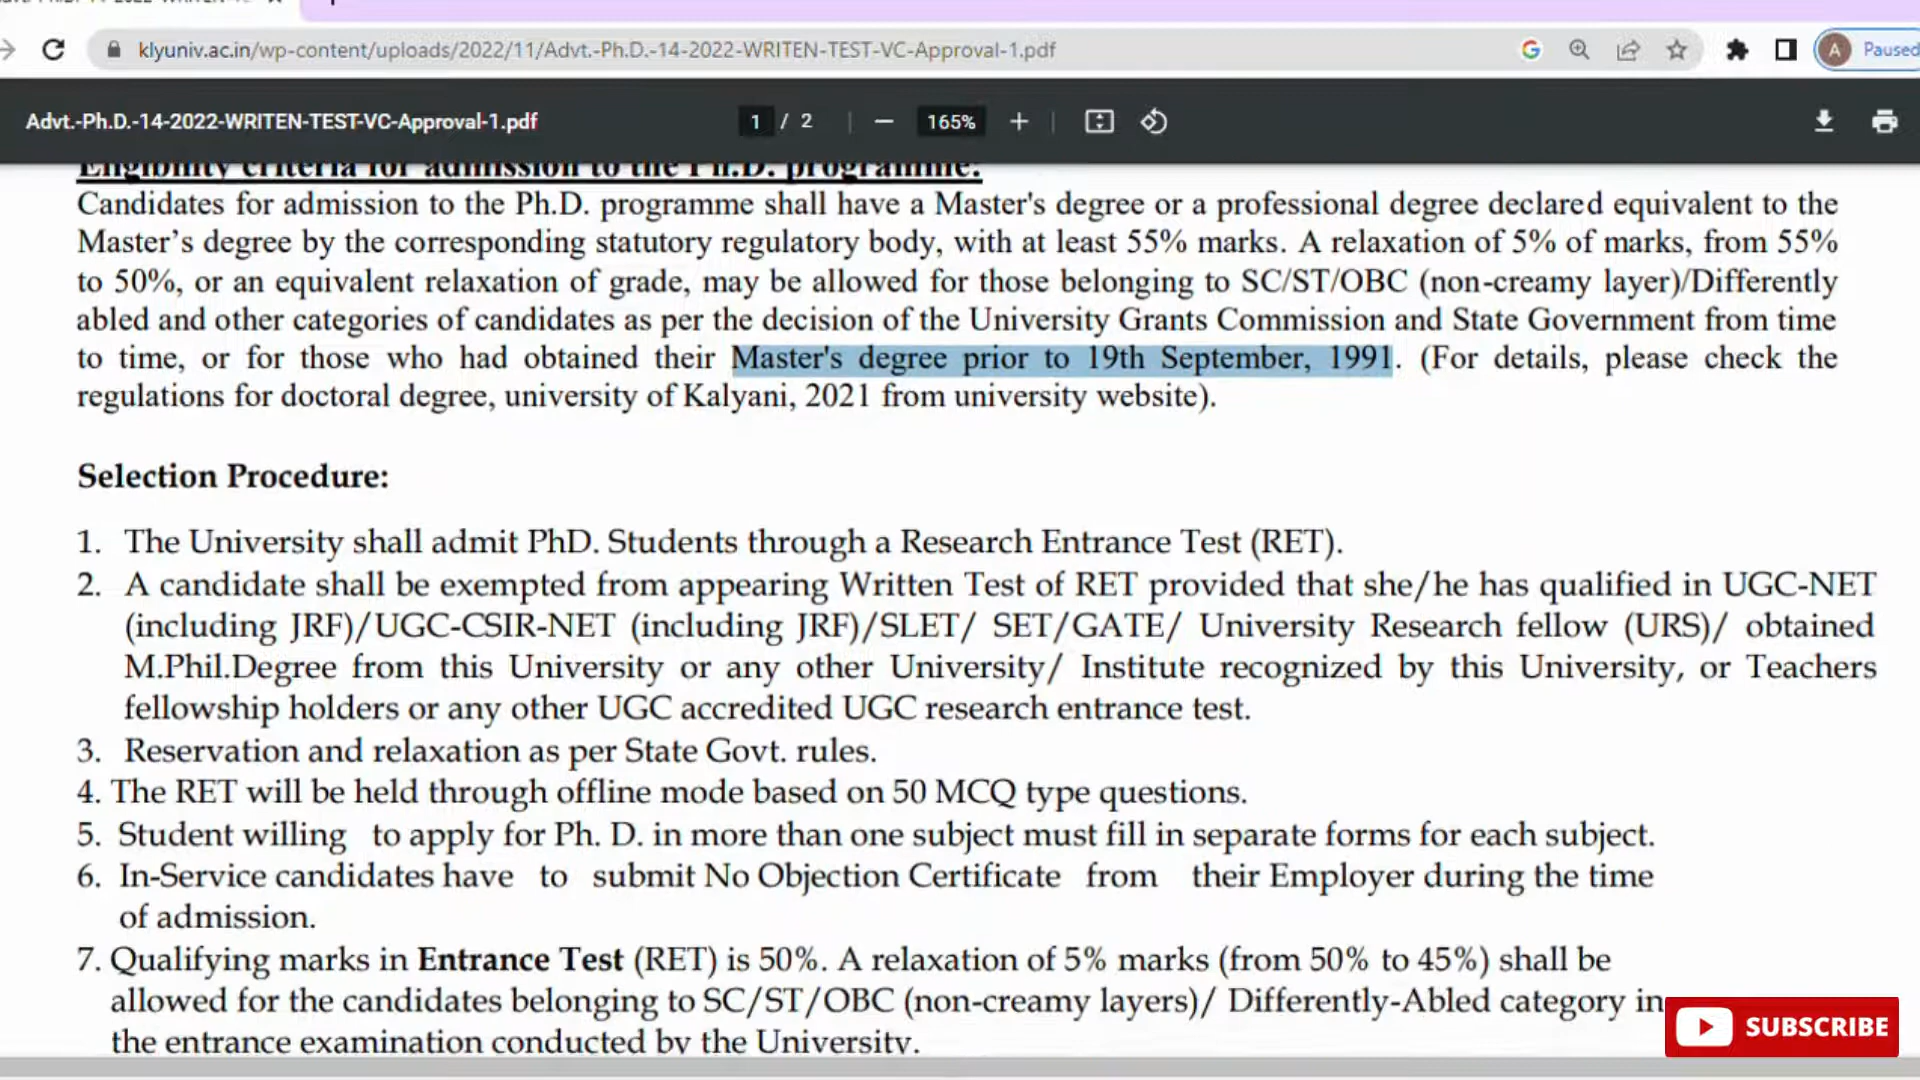 klyuniv.ac.in/wp-content/uploads/2022/11/Advt.-Ph.D.-14-2022-WRITEN-TEST-VC-Approval-1.pdf
A Paused
Advt.-Ph.D.-14-2022-WRITEN-TEST-VC-Approval-1.pdf
1 / 2
165%
Eligibility criteria for admission to the Ph.D. programme:
Candidates for admission to the Ph.D. programme shall have a Master's degree or a professional degree declared equivalent to the
Master’s degree by the corresponding statutory regulatory body, with at least 55% marks. A relaxation of 5% of marks, from 55%
to 50%, or an equivalent relaxation of grade, may be allowed for those belonging to SC/ST/OBC (non-creamy layer)/Differently
abled and other categories of candidates as per the decision of the University Grants Commission and State Government from time
to time, or for those who had obtained their Master's degree prior to 19th September, 1991. (For details, please check the
regulations for doctoral degree, university of Kalyani, 2021 from university website).
Selection Procedure:
1. The University shall admit PhD. Students through a Research Entrance Test (RET).
2. A candidate shall be exempted from appearing Written Test of RET provided that she/he has qualified in UGC-NET
(including JRF)/UGC-CSIR-NET (including JRF)/SLET/ SET/GATE/ University Research fellow (URS)/ obtained
M.Phil.Degree from this University or any other University/ Institute recognized by this University, or Teachers
fellowship holders or any other UGC accredited UGC research entrance test.
3. Reservation and relaxation as per State Govt. rules.
4. The RET will be held through offline mode based on 50 MCQ type questions.
5. Student willing to apply for Ph. D. in more than one subject must fill in separate forms for each subject.
6. In-Service candidates have to submit No Objection Certificate from their Employer during the time
of admission.
7. Qualifying marks in Entrance Test (RET) is 50%. A relaxation of 5% marks (from 50% to 45%) shall be
allowed for the candidates belonging to SC/ST/OBC (non-creamy layers)/ Differently-Abled category in
the entrance examination conducted by the University.
SUBSCRIBE